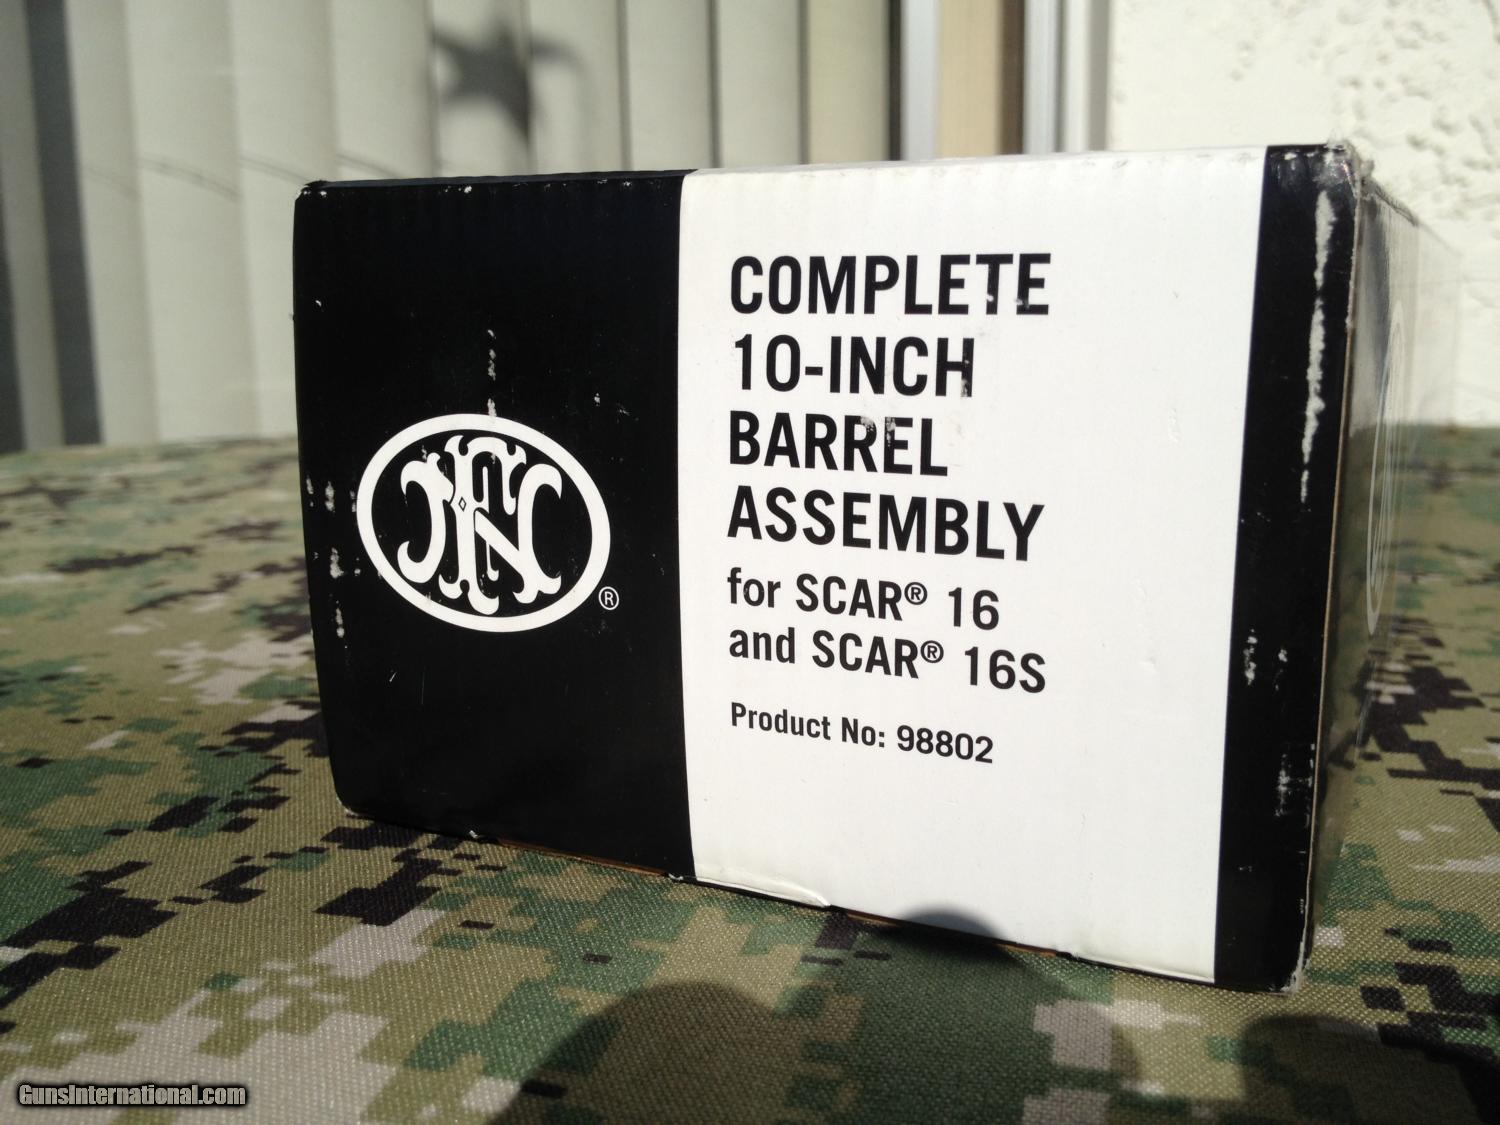 FN®
COMPLETE
10-INCH
BARREL
ASSEMBLY
for SCAR® 16
and SCAR® 16S
Product No: 98802
GunsInternational.com